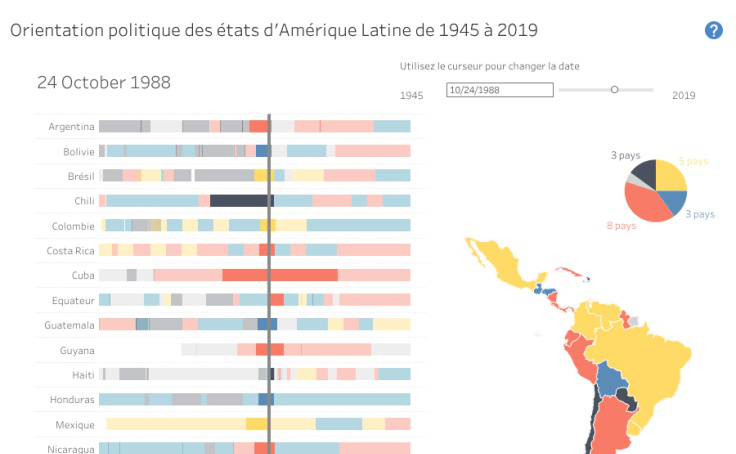 Orientation politique des états d'Amérique Latine de 1945 à 2019
?
Utilisez le curseur pour changer la date
24 October 1988
1945
10/24/1988
2019
Argentina
Bolivie
Brésil
Chili
Colombie
Costa Rica
Cuba
Equateur
Guatemala
Guyana
Haiti
Honduras
Mexique
Nicaragua
3 pays
5 pays
3 pays
8 pays